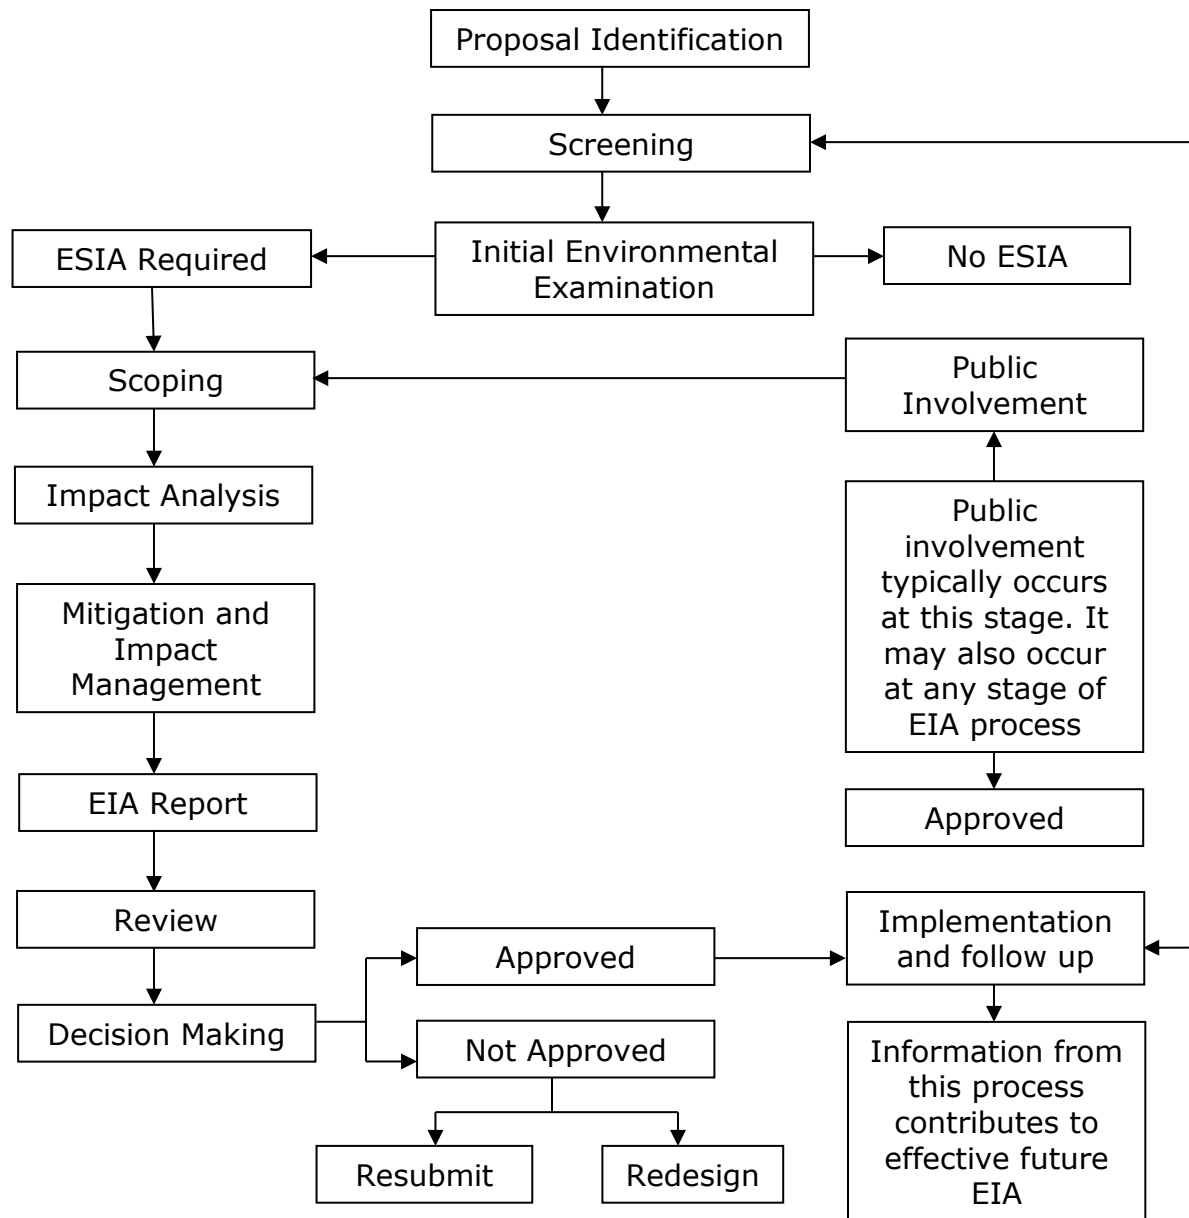 Proposal Identification
Screening
ESIA Required
Initial Environmental
Examination
No ESIA
Scoping
Public
Involvement
Impact Analysis
Public
involvement
typically occurs
at this stage. It
may also occur
at any stage of
EIA process
Mitigation and
Impact
Management
EIA Report
Approved
Review
Approved
Implementation
and follow up
Decision Making
Not Approved
Information from
this process
contributes to
effective future
EIA
Resubmit
Redesign